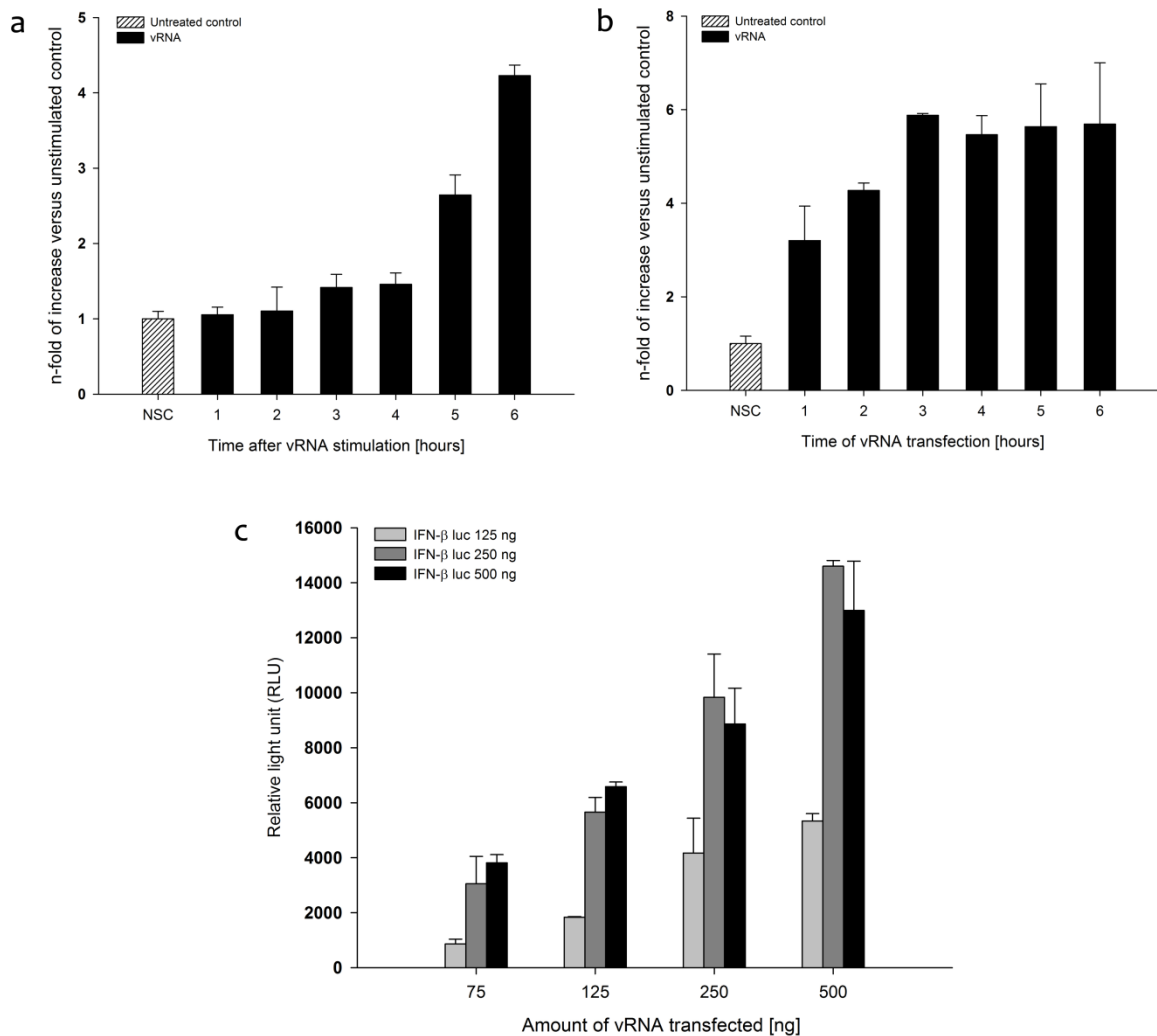 a
Untreated control
vRNA
n-fold of increase versus unstimulated control
5
4
3
2
1
0
NSC 1 2 3 4 5 6
Time after vRNA stimulation [hours]
b
Untreated control
vRNA
n-fold of increase versus unstimulated control
8
6
4
2
0
NSC 1 2 3 4 5 6
Time of vRNA transfection [hours]
c
IFN-β luc 125 ng
IFN-β luc 250 ng
IFN-β luc 500 ng
Relative light unit (RLU)
16000
14000
12000
10000
8000
6000
4000
2000
0
75 125 250 500
Amount of vRNA transfected [ng]